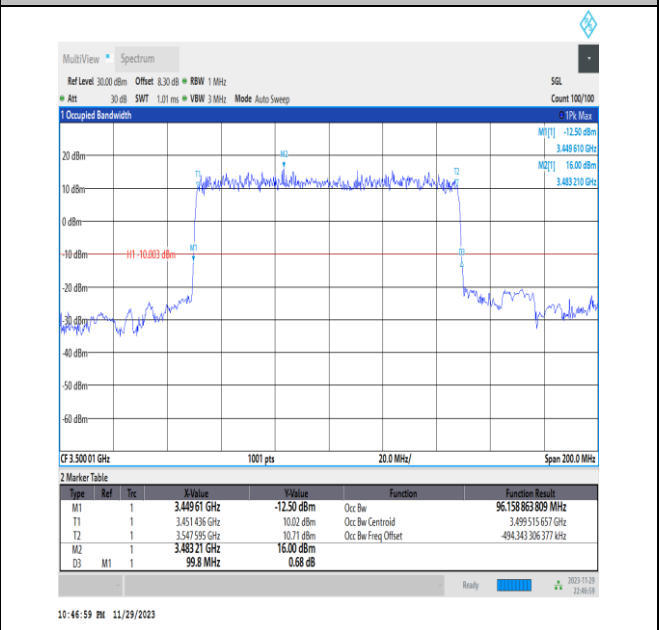 MultiView Spectrum
Ref Level 30.00 dBm Offset 8.30 dB RBW 1 MHz SGL
Att 30 dB SWT 1.01 ms VBW 3 MHz Mode Auto Sweep Count 100/100
1 Occupied Bandwidth 1Pk Max
M1[1] -12.50 dBm
3.449 610 GHz
M2[1] 16.00 dBm
3.483 210 GHz
M2
20 dBm
T1 T2
10 dBm
0 dBm
M1 D3
-10 dBm H1 -10.003 dBm
-20 dBm
-30 dBm
-40 dBm
-50 dBm
-60 dBm
CF 3.500 01 GHz 1001 pts 20.0 MHz/ Span 200.0 MHz
2 Marker Table
Type Ref Trc X-Value Y-Value Function Function Result
M1 1 3.449 61 GHz -12.50 dBm Occ Bw 96.158 863 809 MHz
T1 1 3.451 436 GHz 10.02 dBm Occ Bw Centroid 3.499 515 657 GHz
T2 1 3.547 595 GHz 10.71 dBm Occ Bw Freq Offset -494.343 306 377 kHz
M2 1 3.483 21 GHz 16.00 dBm
D3 M1 1 99.8 MHz 0.68 dB
Ready 2023-11-29
22:46:59
10:46:59 PM 11/29/2023